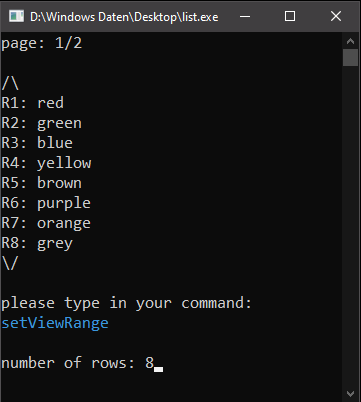 D:\Windows Daten\Desktop\list.exe
page: 1/2
/\
R1: red
R2: green
R3: blue
R4: yellow
R5: brown
R6: purple
R7: orange
R8: grey
\/
please type in your command:
setViewRange
number of rows: 8